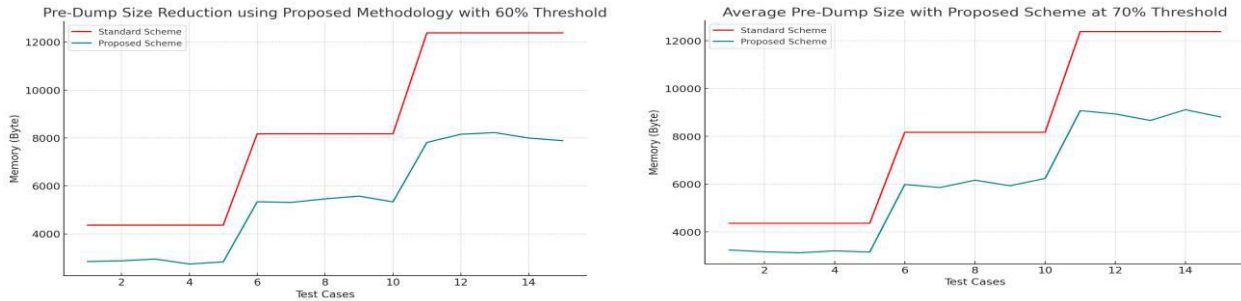 Pre-Dump Size Reduction using Proposed Methodology with 60% Threshold
Standard Scheme
Proposed Scheme
12000
10000
8000
6000
4000
Memory (Byte)
2 4 6 8 10 12 14
Test Cases
Average Pre-Dump Size with Proposed Scheme at 70% Threshold
Standard Scheme
Proposed Scheme
12000
10000
8000
6000
4000
Memory (Byte)
2 4 6 8 10 12 14
Test Cases